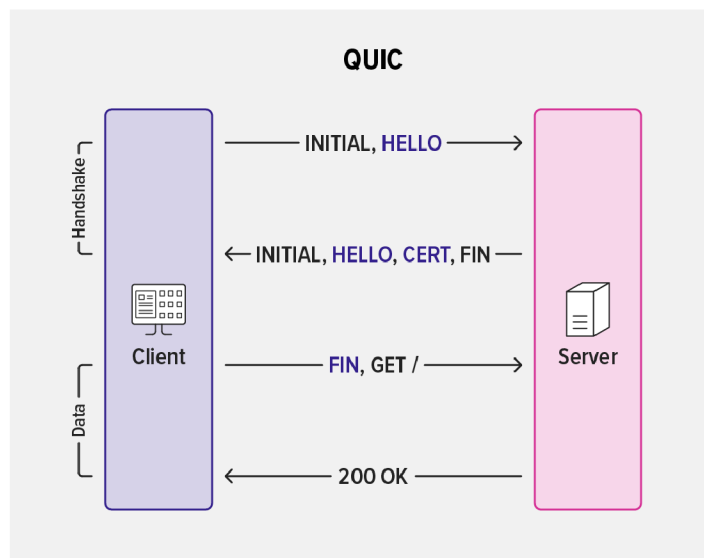 QUIC
Handshake
INITIAL, HELLO
INITIAL, HELLO, CERT, FIN
Client
Server
Data
FIN, GET /
200 OK